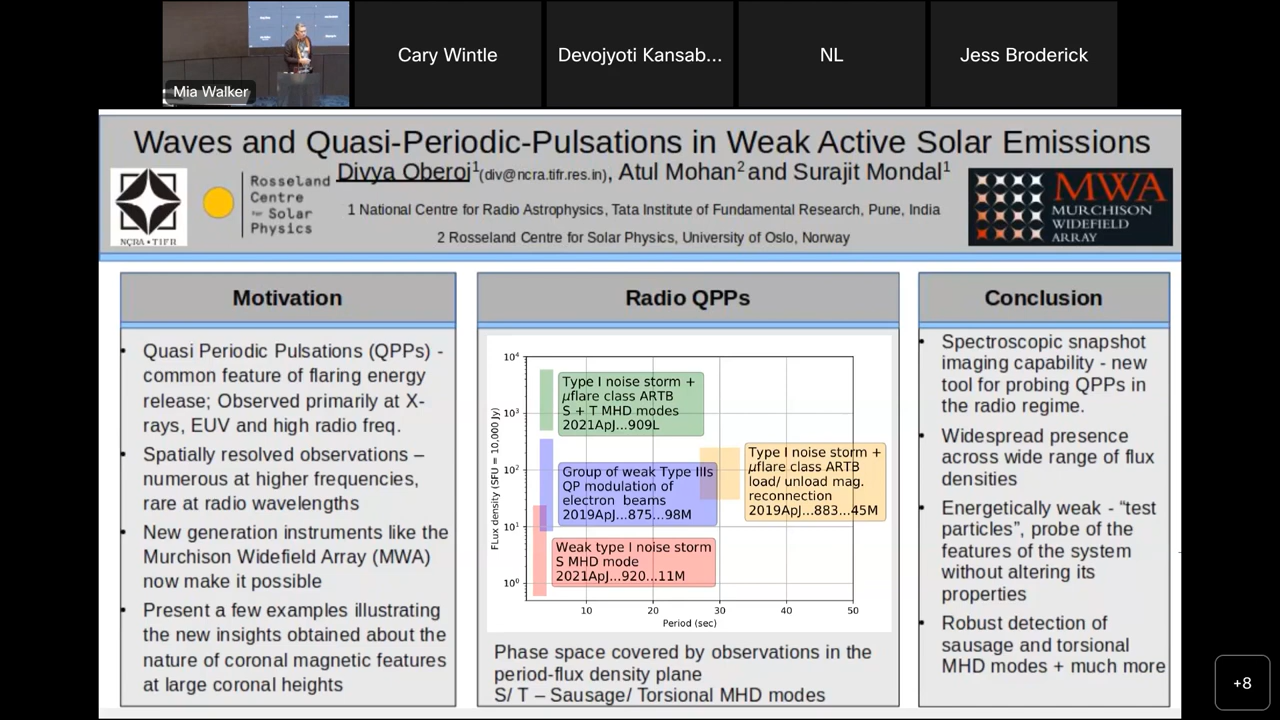 Mia Walker
Cary Wintle
Devojyoti Kansab...
NL
Jess Broderick
Waves and Quasi-Periodic-Pulsations in Weak Active Solar Emissions
Divya Oberoi1(div@ncra.tifr.res.in), Atul Mohan2 and Surajit Mondal1
1 National Centre for Radio Astrophysics, Tata Institute of Fundamental Research, Pune, India
2 Rosseland Centre for Solar Physics, University of Oslo, Norway
NCRA • TIFR
Rosseland
Centre
for Solar
Physics
MWA
MURCHISON
WIDEFIELD
ARRAY
Motivation
• Quasi Periodic Pulsations (QPPs) -
common feature of flaring energy
release; Observed primarily at X-
rays, EUV and high radio freq.
• Spatially resolved observations –
numerous at higher frequencies,
rare at radio wavelengths
• New generation instruments like the
Murchison Widefield Array (MWA)
now make it possible
• Present a few examples illustrating
the new insights obtained about the
nature of coronal magnetic features
at large coronal heights
Radio QPPs
FLux density (SFU = 10,000 Jy)
10⁴
10³
10²
10¹
10⁰
Type I noise storm +
μflare class ARTB
S + T MHD modes
2021ApJ...909L
Group of weak Type IIIs
QP modulation of
electron beams
2019ApJ...875...98M
Type I noise storm +
μflare class ARTB
load/ unload mag.
reconnection
2019ApJ...883...45M
Weak type I noise storm
S MHD mode
2021ApJ...920...11M
10 20 30 40 50
Period (sec)
Phase space covered by observations in the
period-flux density plane
S/ T – Sausage/ Torsional MHD modes
Conclusion
• Spectroscopic snapshot
imaging capability - new
tool for probing QPPs in
the radio regime.
• Widespread presence
across wide range of flux
densities
• Energetically weak - “test
particles”, probe of the
features of the system
without altering its
properties
• Robust detection of
sausage and torsional
MHD modes + much more
+8